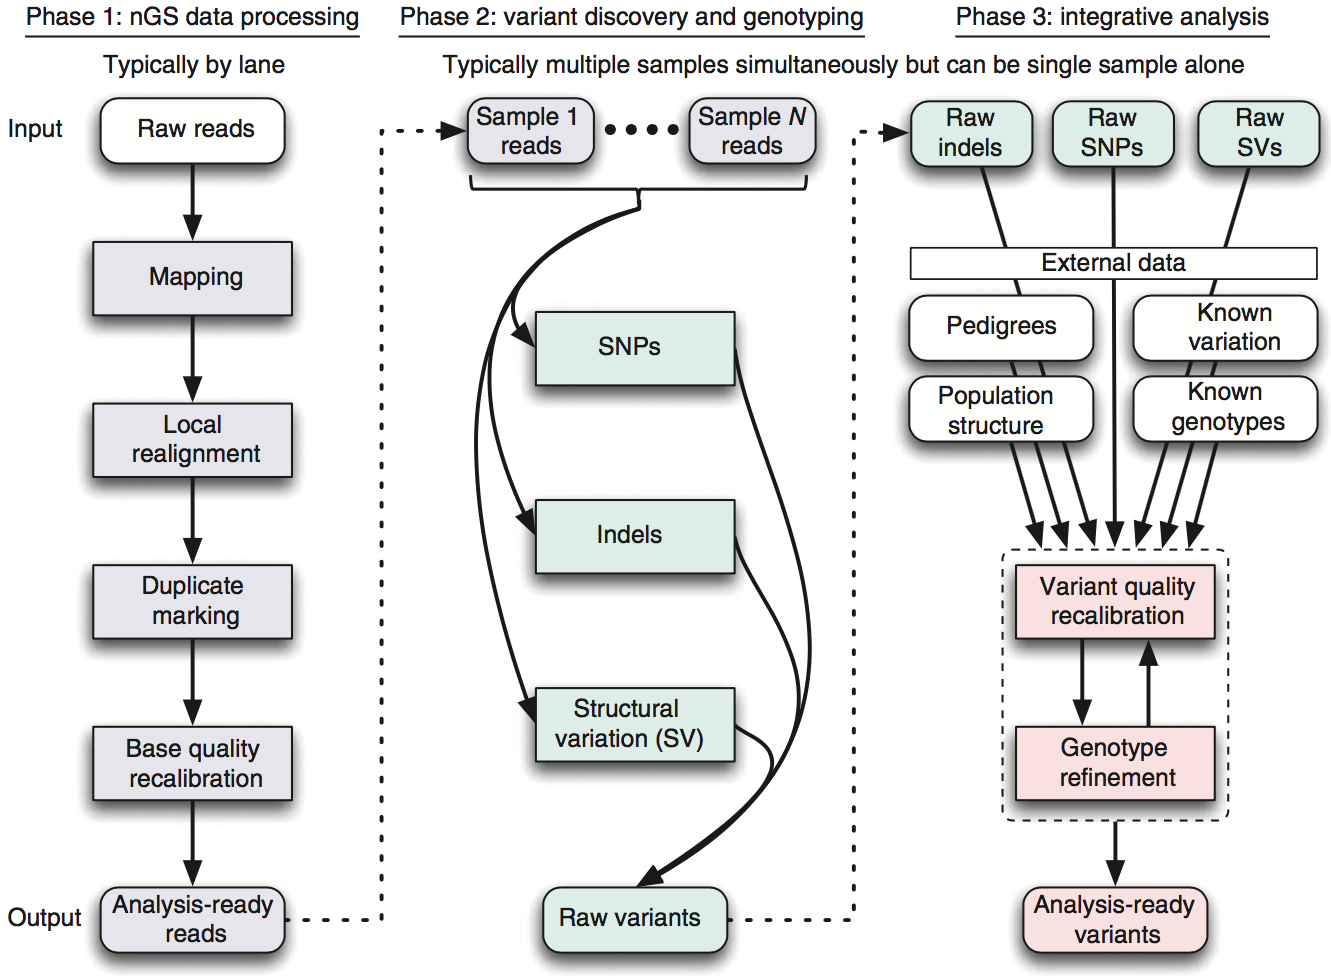 Phase 1: nGS data processing
Phase 2: variant discovery and genotyping
Phase 3: integrative analysis
Typically by lane
Typically multiple samples simultaneously but can be single sample alone
Input
Raw reads
Mapping
Local
realignment
Duplicate
marking
Base quality
recalibration
Output
Analysis-ready
reads
Sample 1
reads
Sample N
reads
SNPs
Indels
Structural
variation (SV)
Raw variants
Raw
indels
Raw
SNPs
Raw
SVs
External data
Pedigrees
Known
variation
Population
structure
Known
genotypes
Variant quality
recalibration
Genotype
refinement
Analysis-ready
variants